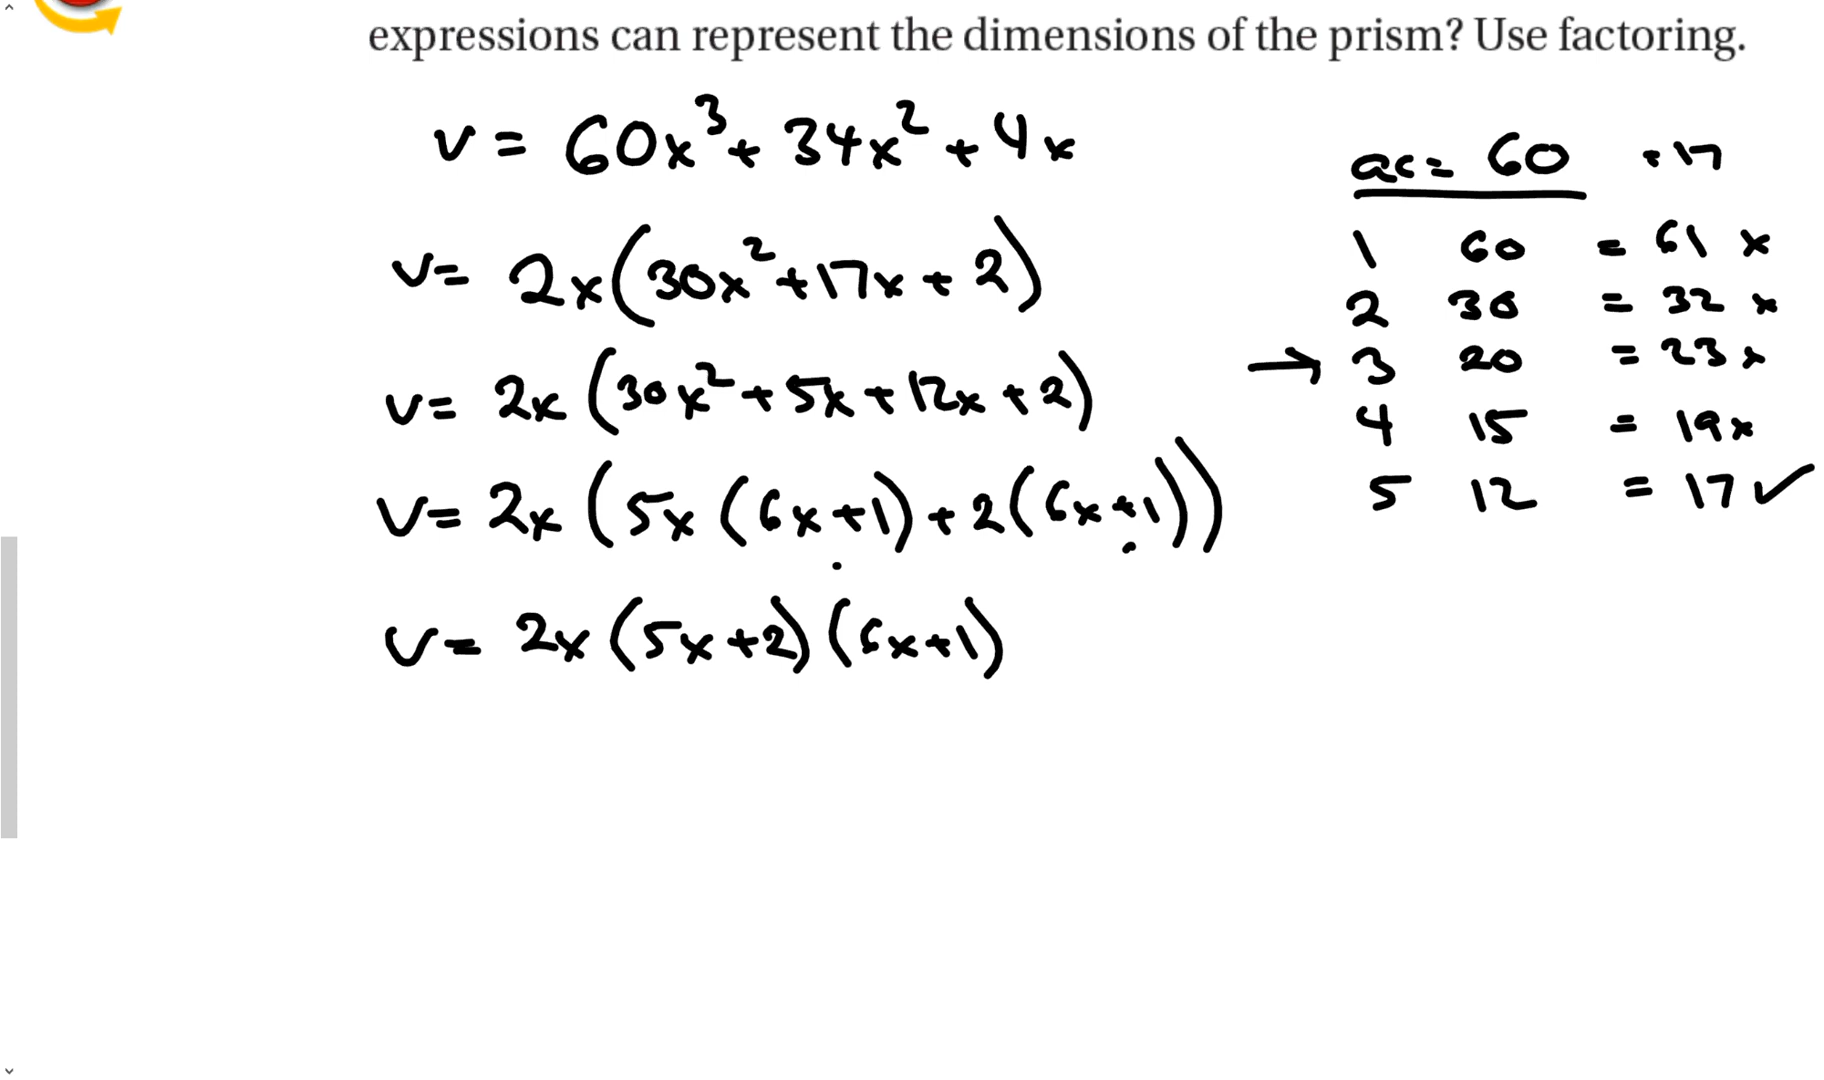 expressions can represent the dimensions of the prism? Use factoring.
v = 60x³ + 34x² + 4x
v = 2x(30x² + 17x + 2)
v = 2x(30x² + 5x + 12x + 2)
v = 2x(5x(6x+1) + 2(6x+1))
v = 2x(5x+2)(6x+1)
ac = 60 +17
1 60 = 61 x
2 30 = 32 x
→ 3 20 = 23 x
4 15 = 19 x
5 12 = 17 ✓